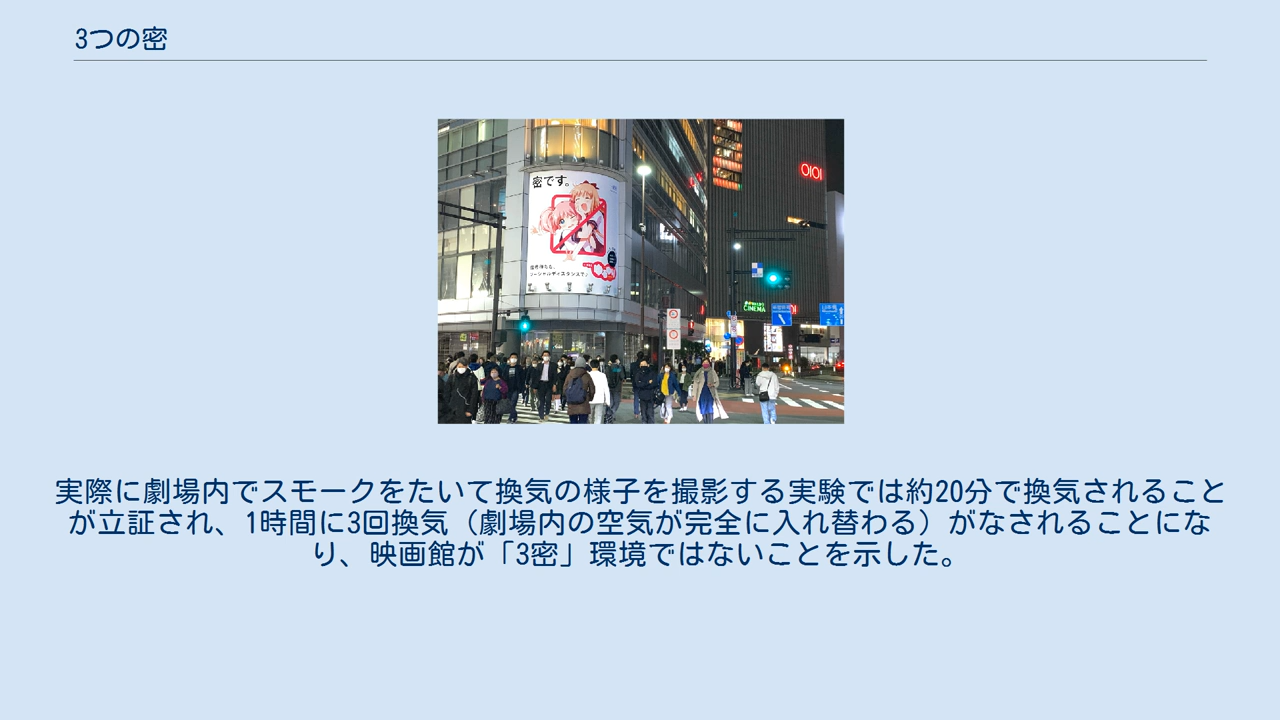 3つの密
密です。
OIOI
CINEMA
実際に劇場内でスモークをたいて換気の様子を撮影する実験では約20分で換気されること
が立証され、1時間に3回換気（劇場内の空気が完全に入れ替わる）がなされることにな
り、映画館が「3密」環境ではないことを示した。